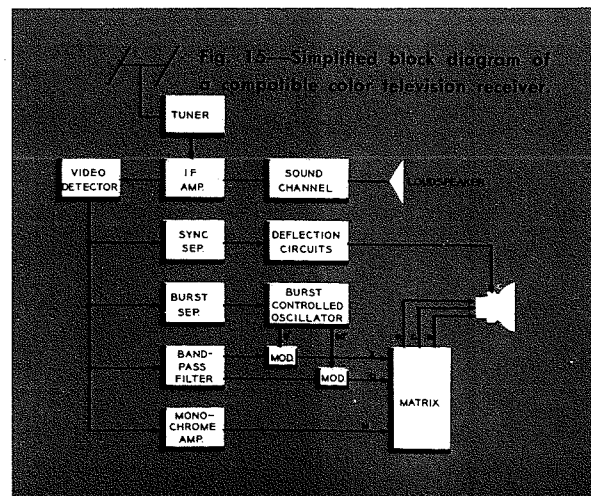 Fig. 15—Simplified block diagram of
a compatible color television receiver.
TUNER
VIDEO
DETECTOR
I F
AMP.
SOUND
CHANNEL
LOUDSPEAKER
SYNC
SEP.
DEFLECTION
CIRCUITS
BURST
SEP.
BURST
CONTROLLED
OSCILLATOR
BAND-
PASS
FILTER
MOD.
MOD
MATRIX
MONO-
CHROME
AMP.